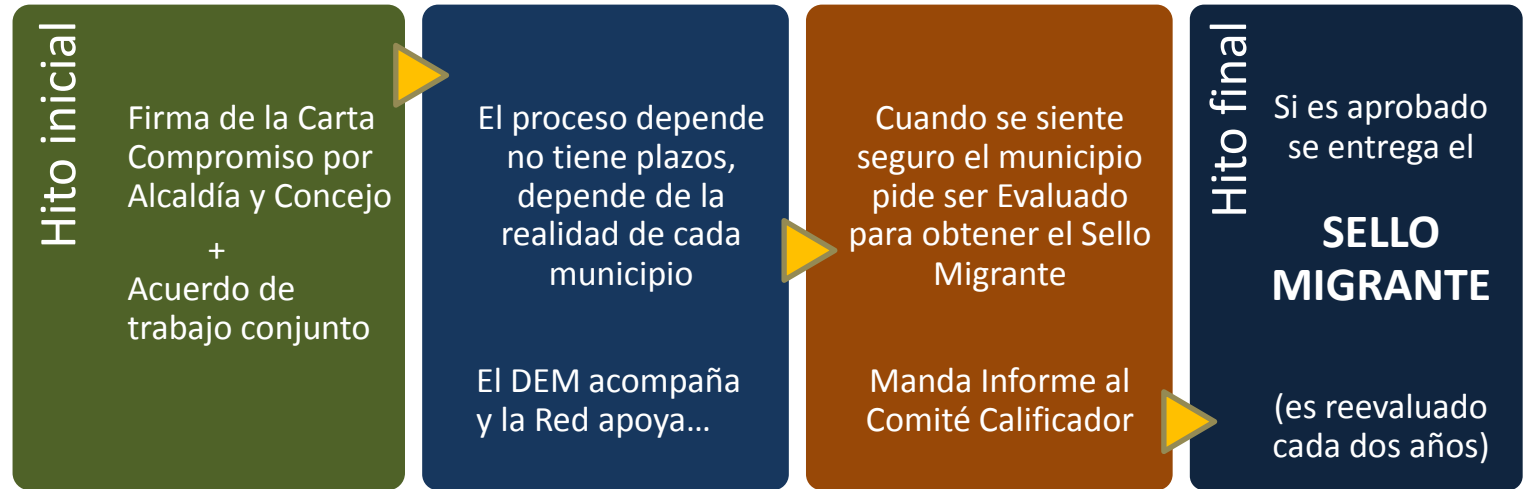 Hito inicial
Firma de la Carta
Compromiso por
Alcaldía y Concejo
+
Acuerdo de
trabajo conjunto
El proceso depende
no tiene plazos,
depende de la
realidad de cada
municipio
El DEM acompaña
y la Red apoya…
Cuando se siente
seguro el municipio
pide ser Evaluado
para obtener el Sello
Migrante
Manda Informe al
Comité Calificador
Hito final
Si es aprobado
se entrega el
SELLO
MIGRANTE
(es reevaluado
cada dos años)